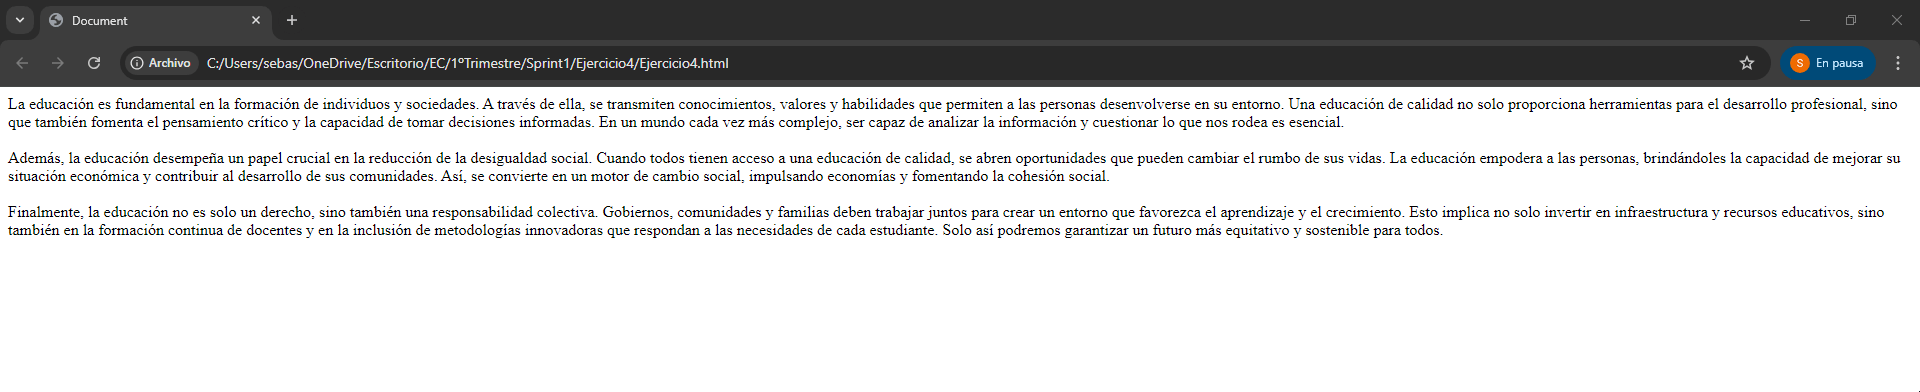 Document
Archivo
C:/Users/sebas/OneDrive/Escritorio/EC/1ºTrimestre/Sprint1/Ejercicio4/Ejercicio4.html
S
En pausa
La educación es fundamental en la formación de individuos y sociedades. A través de ella, se transmiten conocimientos, valores y habilidades que permiten a las personas desenvolverse en su entorno. Una educación de calidad no solo proporciona herramientas para el desarrollo profesional, sino
que también fomenta el pensamiento crítico y la capacidad de tomar decisiones informadas. En un mundo cada vez más complejo, ser capaz de analizar la información y cuestionar lo que nos rodea es esencial.
Además, la educación desempeña un papel crucial en la reducción de la desigualdad social. Cuando todos tienen acceso a una educación de calidad, se abren oportunidades que pueden cambiar el rumbo de sus vidas. La educación empodera a las personas, brindándoles la capacidad de mejorar su
situación económica y contribuir al desarrollo de sus comunidades. Así, se convierte en un motor de cambio social, impulsando economías y fomentando la cohesión social.
Finalmente, la educación no es solo un derecho, sino también una responsabilidad colectiva. Gobiernos, comunidades y familias deben trabajar juntos para crear un entorno que favorezca el aprendizaje y el crecimiento. Esto implica no solo invertir en infraestructura y recursos educativos, sino
también en la formación continua de docentes y en la inclusión de metodologías innovadoras que respondan a las necesidades de cada estudiante. Solo así podremos garantizar un futuro más equitativo y sostenible para todos.